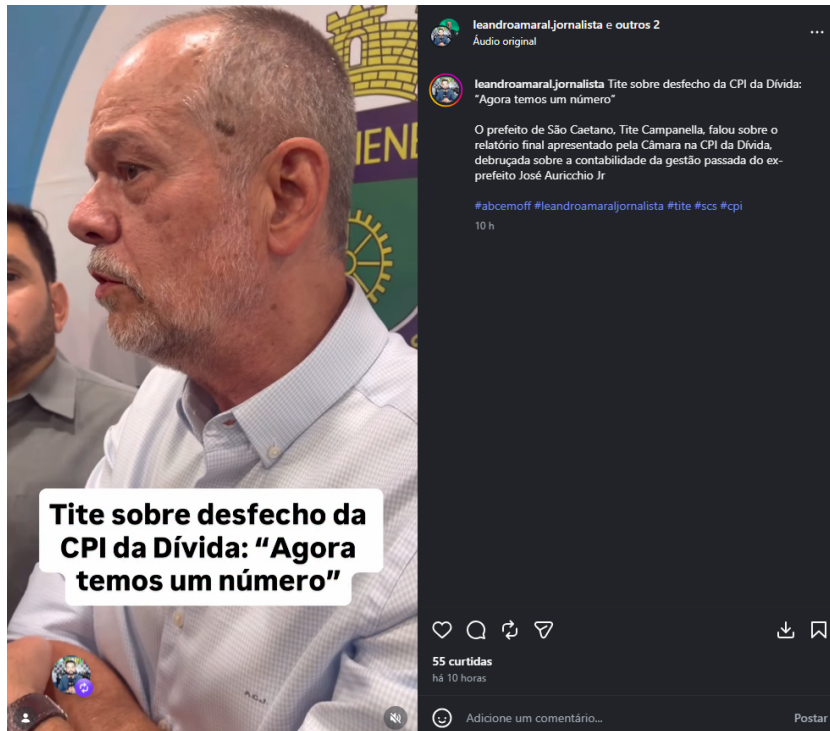 IENE
Tite sobre desfecho da
CPI da Dívida: “Agora
temos um número”
leandroamaral.jornalista e outros 2
Áudio original
leandroamaral.jornalista Tite sobre desfecho da CPI da Dívida:
“Agora temos um número”
O prefeito de São Caetano, Tite Campanella, falou sobre o
relatório final apresentado pela Câmara na CPI da Dívida,
debruçada sobre a contabilidade da gestão passada do ex-
prefeito José Auricchio Jr
#abcemoff #leandroamaraljornalista #tite #scs #cpi
10 h
55 curtidas
há 10 horas
Adicione um comentário...
Postar